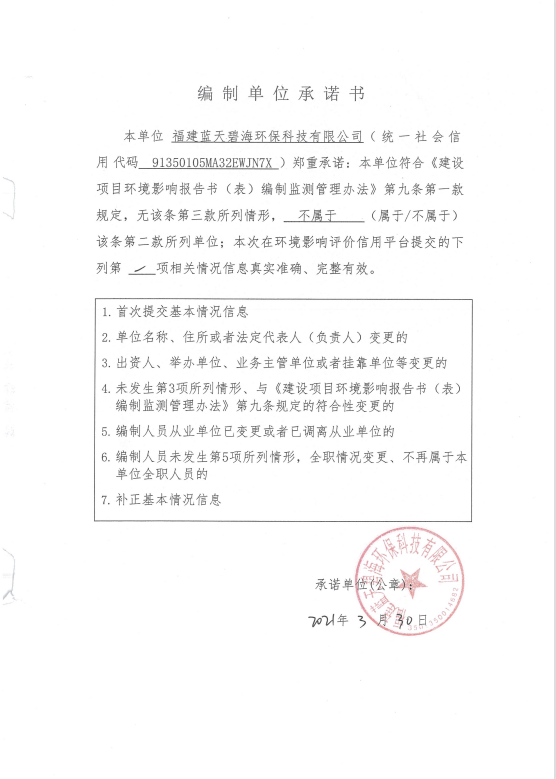 编制单位承诺书
本单位 福建蓝天碧海环保科技有限公司（统一社会信
用代码 91350105MA32EWJN7X ）郑重承诺：本单位符合《建设
项目环境影响报告书（表）编制监测管理办法》第九条第一款
规定，无该条第三款所列情形， 不属于 （属于/不属于）
该条第二款所列单位；本次在环境影响评价信用平台提交的下
列第 项相关情况信息真实准确、完整有效。
1. 首次提交基本情况信息
2. 单位名称、住所或者法定代表人（负责人）变更的
3. 出资人、举办单位、业务主管单位或者挂靠单位等变更的
4. 未发生第3项所列情形、与《建设项目环境影响报告书（表）
编制监测管理办法》第九条规定的符合性变更的
5. 编制人员从业单位已变更或者已调离从业单位的
6. 编制人员未发生第5项所列情形，全职情况变更、不再属于本
单位全职人员的
7. 补正基本情况信息
承诺单位(公章)：
2021年 3 月 30 日
福建蓝天碧海环保科技有限公司